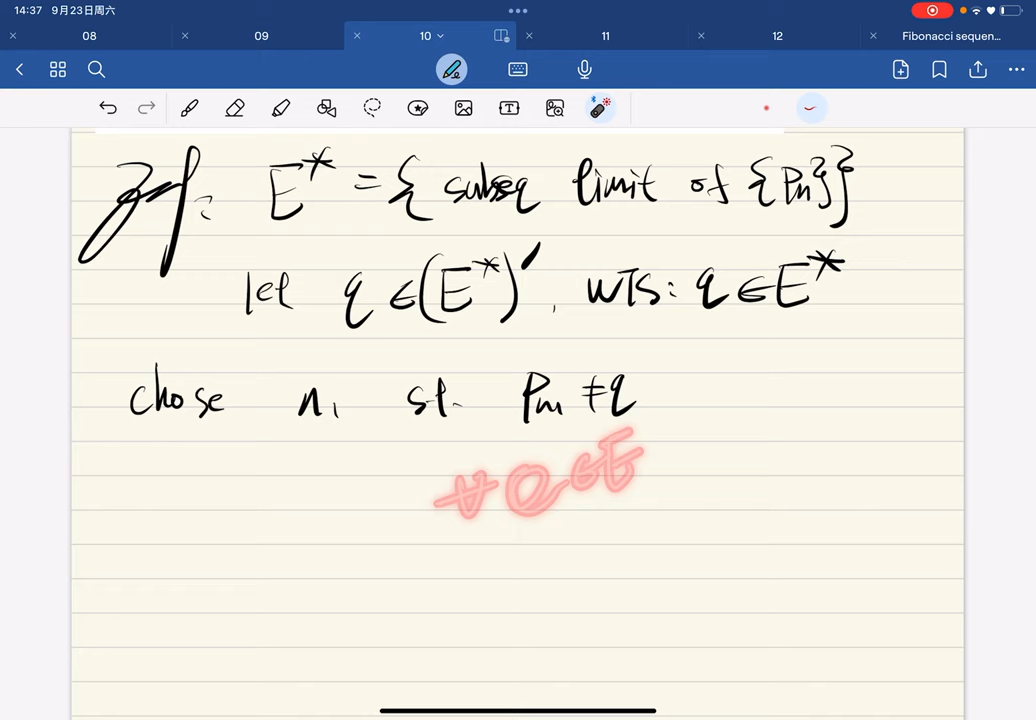 14:37 9月23日周六
08 09 10 11 12 Fibonacci sequen...
pf: E* = { subseq limit of {Pn}}
let q ∈ (E*)', WTS: q ∈ E*
chose n₁ st. Pn₁ ≠ q
∀ Q ∈ E